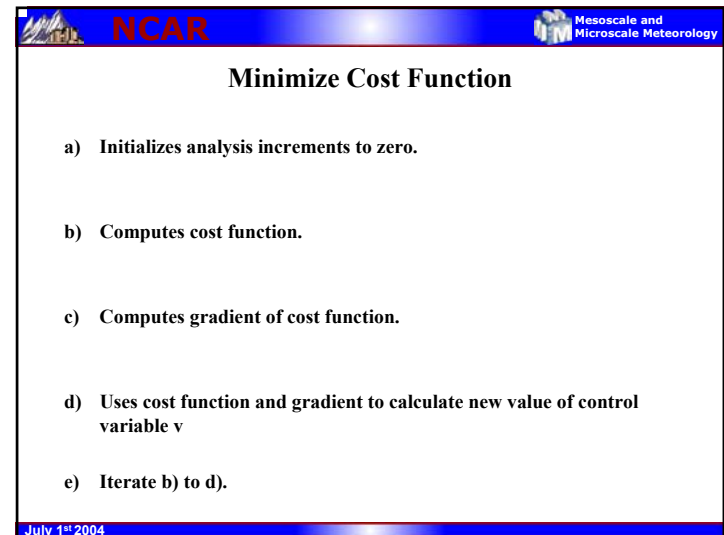 NCAR
Mesoscale and
Microscale Meteorology
Minimize Cost Function
a) Initializes analysis increments to zero.
b) Computes cost function.
c) Computes gradient of cost function.
d) Uses cost function and gradient to calculate new value of control
variable v
e) Iterate b) to d).
July 1st 2004